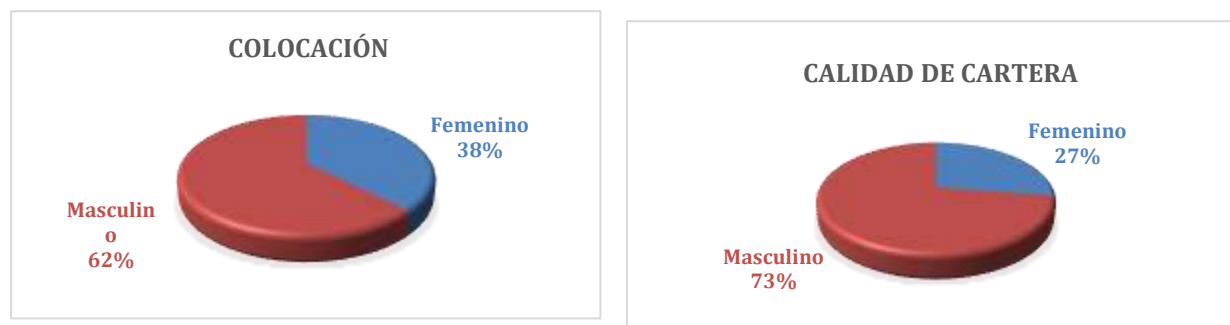 COLOCACIÓN
Femenino
38%
Masculin
o
62%
CALIDAD DE CARTERA
Femenino
27%
Masculino
73%